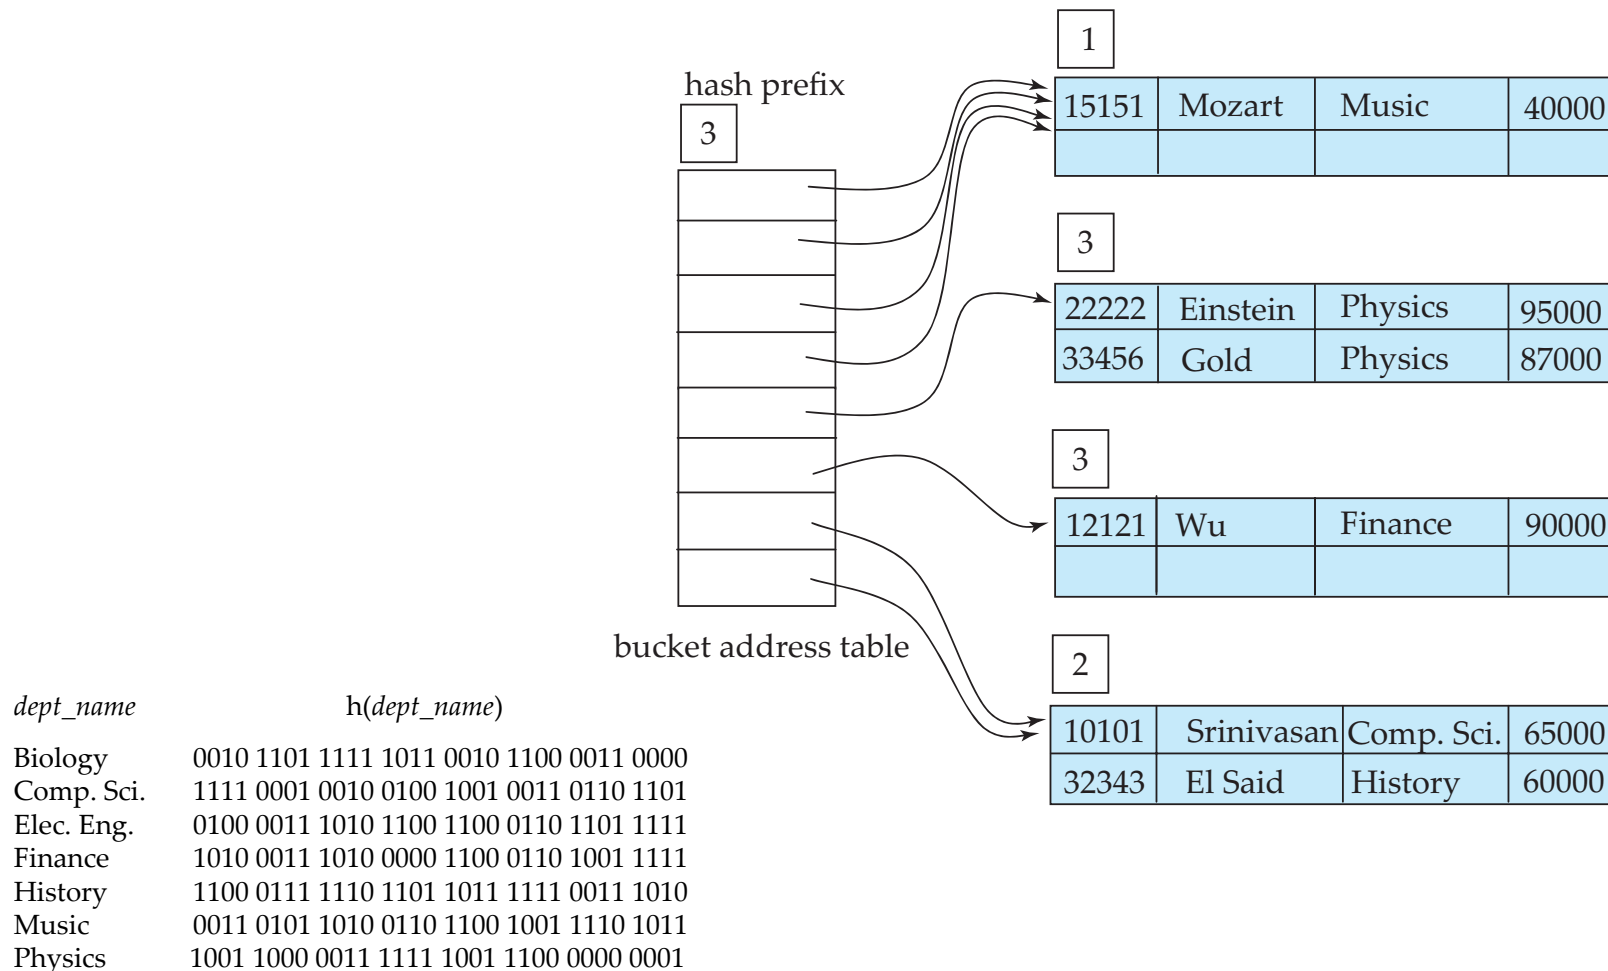 1
hash prefix
15151 Mozart Music 40000
3
3
22222 Einstein Physics 95000
33456 Gold Physics 87000
3
12121 Wu Finance 90000
bucket address table
2
dept_name h(dept_name)
10101 Srinivasan Comp. Sci. 65000
32343 El Said History 60000
Biology 0010 1101 1111 1011 0010 1100 0011 0000
Comp. Sci. 1111 0001 0010 0100 1001 0011 0110 1101
Elec. Eng. 0100 0011 1010 1100 1100 0110 1101 1111
Finance 1010 0011 1010 0000 1100 0110 1001 1111
History 1100 0111 1110 1101 1011 1111 0011 1010
Music 0011 0101 1010 0110 1100 1001 1110 1011
Physics 1001 1000 0011 1111 1001 1100 0000 0001